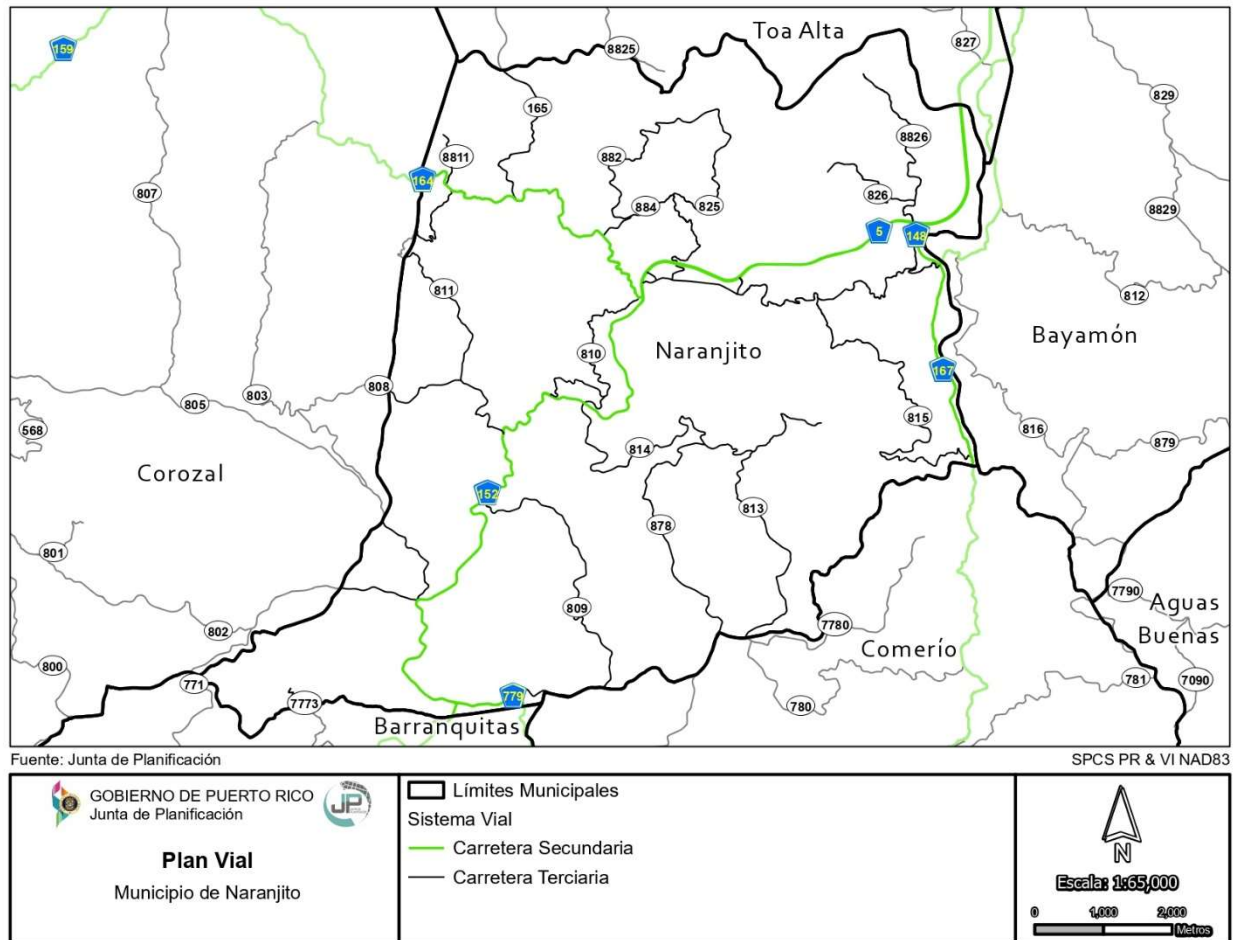 Toa Alta
827
159
8825
829
165
8826
8811
882
807
164
826
8829
884
825
5
148
811
812
Bayamón
810
Naranjito
167
808
803
805
815
568
816
879
814
Corozal
152
878
813
801
7790
Aguas
809
7780
802
Buenas
Comerío
800
781
771
7090
779
7773
780
Barranquitas
Fuente: Junta de Planificación
SPCS PR & VI NAD83
GOBIERNO DE PUERTO RICO
Junta de Planificación
JP
Plan Vial
Municipio de Naranjito
Límites Municipales
Sistema Vial
Carretera Secundaria
Carretera Terciaria
N
Escala: 1:65,000
0 1,000 2,000
Metros